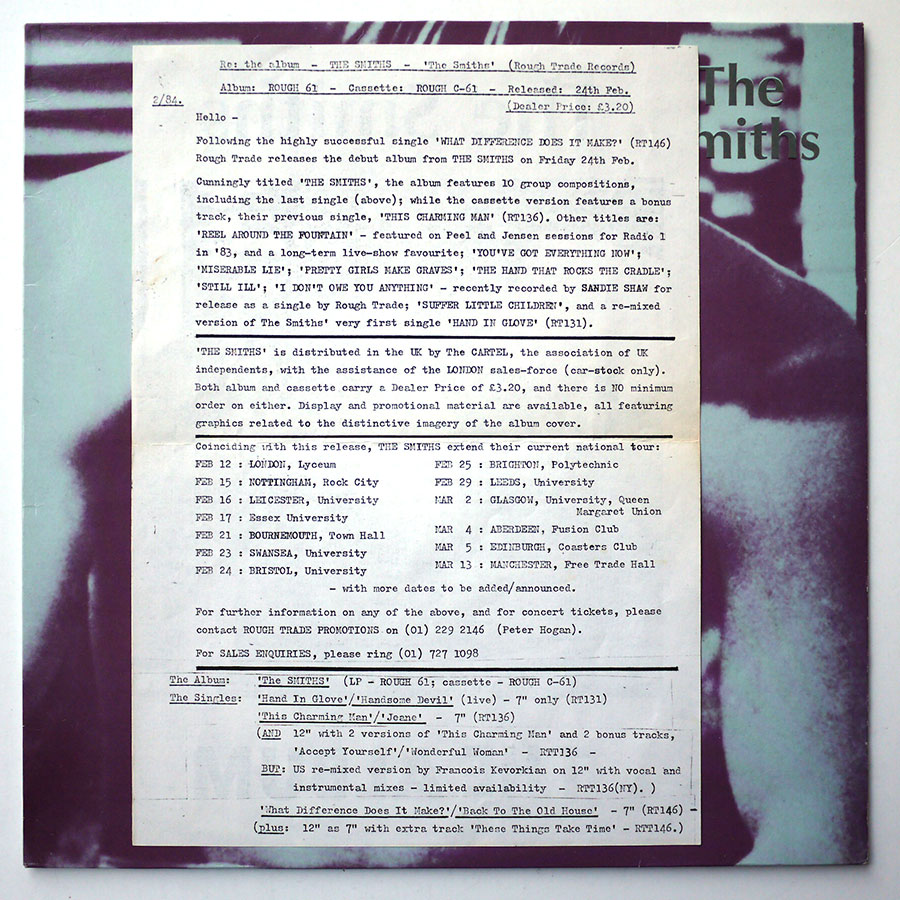 Re: the album - THE SMITHS - 'The Smiths' (Rough Trade Records)
Album: ROUGH 61 - Cassette: ROUGH C-61 - Released: 24th Feb.
2/84.
(Dealer Price: £3.20)
The
miths
Hello -
Following the highly successful single 'WHAT DIFFERENCE DOES IT MAKE?' (RT146)
Rough Trade releases the debut album from THE SMITHS on Friday 24th Feb.
Cunningly titled 'THE SMITHS', the album features 10 group compositions,
including the last single (above); while the cassette version features a bonus
track, their previous single, 'THIS CHARMING MAN' (RT136). Other titles are:
'REEL AROUND THE FOUNTAIN' - featured on Peel and Jensen sessions for Radio 1
in '83, and a long-term live-show favourite; 'YOU'VE GOT EVERYTHING NOW';
'MISERABLE LIE'; 'PRETTY GIRLS MAKE GRAVES'; 'THE HAND THAT ROCKS THE CRADLE';
'STILL ILL'; 'I DON'T OWE YOU ANYTHING' - recently recorded by SANDIE SHAW for
release as a single by Rough Trade; 'SUFFER LITTLE CHILDREN', and a re-mixed
version of The Smiths' very first single 'HAND IN GLOVE' (RT131).
'THE SMITHS' is distributed in the UK by The CARTEL, the association of UK
independents, with the assistance of the LONDON sales-force (car-stock only).
Both album and cassette carry a Dealer Price of £3.20, and there is NO minimum
order on either. Display and promotional material are available, all featuring
graphics related to the distinctive imagery of the album cover.
Coinciding with this release, THE SMITHS extend their current national tour:
FEB 12 : LONDON, Lyceum
FEB 15 : NOTTINGHAM, Rock City
FEB 16 : LEICESTER, University
FEB 17 : Essex University
FEB 21 : BOURNEMOUTH, Town Hall
FEB 23 : SWANSEA, University
FEB 24 : BRISTOL, University
FEB 25 : BRIGHTON, Polytechnic
FEB 29 : LEEDS, University
MAR 2 : GLASGOW, University, Queen
Margaret Union
MAR 4 : ABERDEEN, Fusion Club
MAR 5 : EDINBURGH, Coasters Club
MAR 13 : MANCHESTER, Free Trade Hall
- with more dates to be added/announced.
For further information on any of the above, and for concert tickets, please
contact ROUGH TRADE PROMOTIONS on (01) 229 2146 (Peter Hogan).
For SALES ENQUIRIES, please ring (01) 727 1098
The Album: 'The SMITHS' (LP - ROUGH 61; cassette - ROUGH C-61)
The Singles: 'Hand In Glove'/'Handsome Devil' (live) - 7" only (RT131)
'This Charming Man'/'Jeane' - 7" (RT136)
(AND 12" with 2 versions of 'This Charming Man' and 2 bonus tracks,
'Accept Yourself'/'Wonderful Woman' - RTT136 -
BUT: US re-mixed version by Francois Kevorkian on 12" with vocal and
instrumental mixes - limited availability - RTT136(NY). )
'What Difference Does It Make?'/'Back To The Old House' - 7" (RT146) -
(plus: 12" as 7" with extra track 'These Things Take Time' - RTT146.)